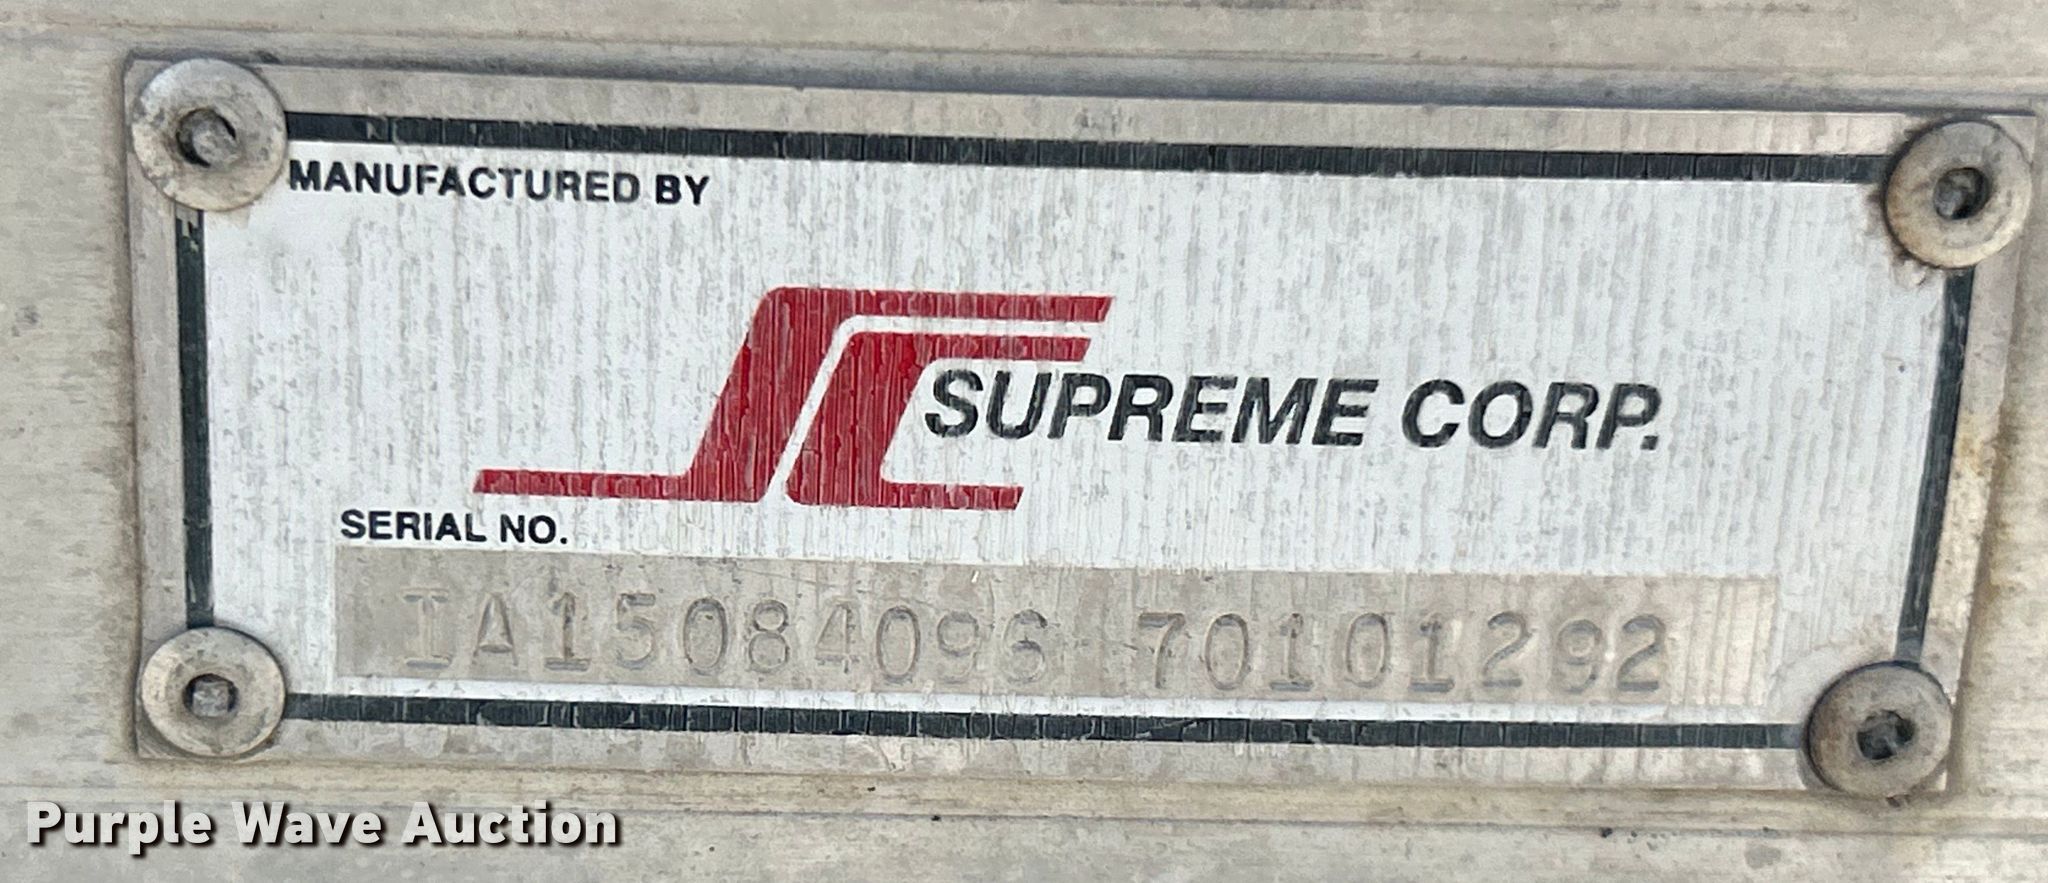 MANUFACTURED BY
SUPREME CORP.
SERIAL NO.
IA15084096 70101292
Purple Wave Auction